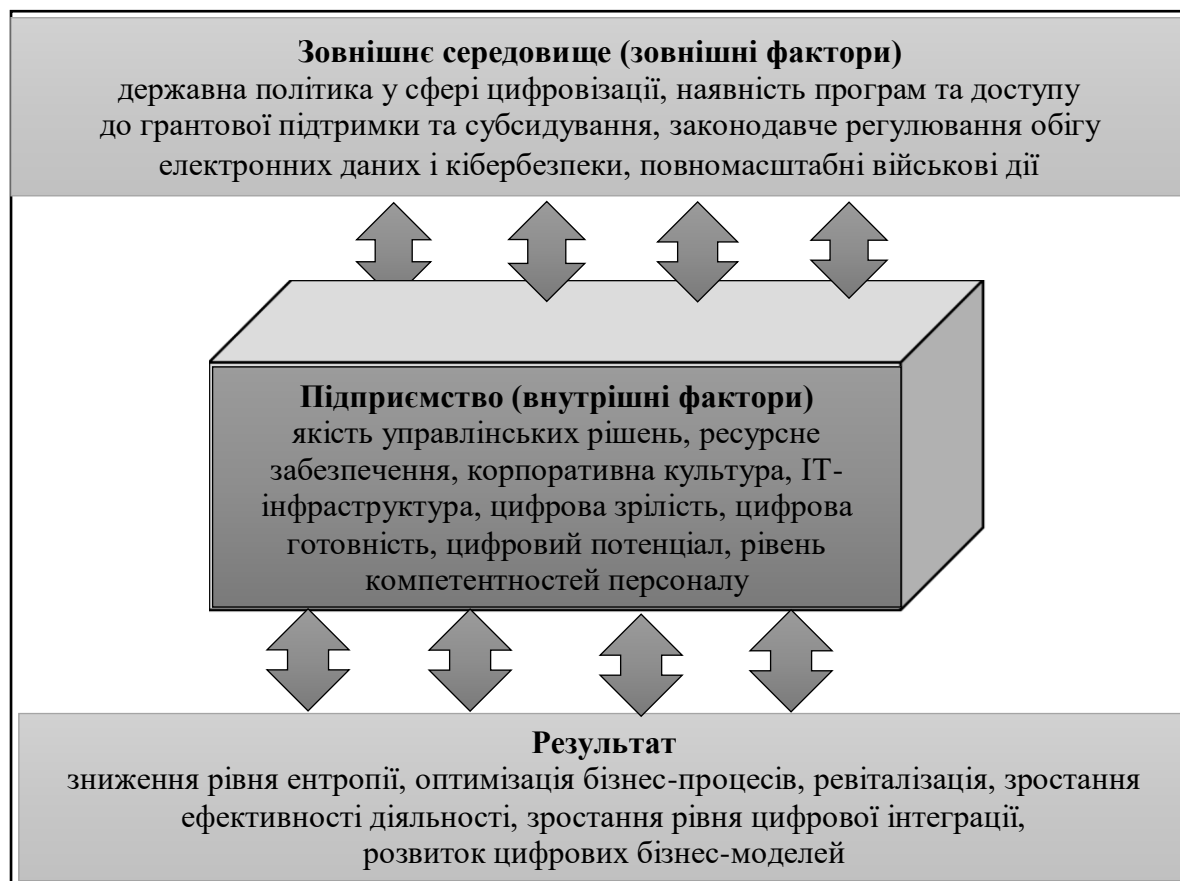 Зовнішнє середовище (зовнішні фактори)
державна політика у сфері цифровізації, наявність програм та доступу
до грантової підтримки та субсидування, законодавче регулювання обігу
електронних даних і кібербезпеки, повномасштабні військові дії
Підприємство (внутрішні фактори)
якість управлінських рішень, ресурсне
забезпечення, корпоративна культура, ІТ-
інфраструктура, цифрова зрілість, цифрова
готовність, цифровий потенціал, рівень
компетентностей персоналу
Результат
зниження рівня ентропії, оптимізація бізнес-процесів, ревіталізація, зростання
ефективності діяльності, зростання рівня цифрової інтеграції,
розвиток цифрових бізнес-моделей